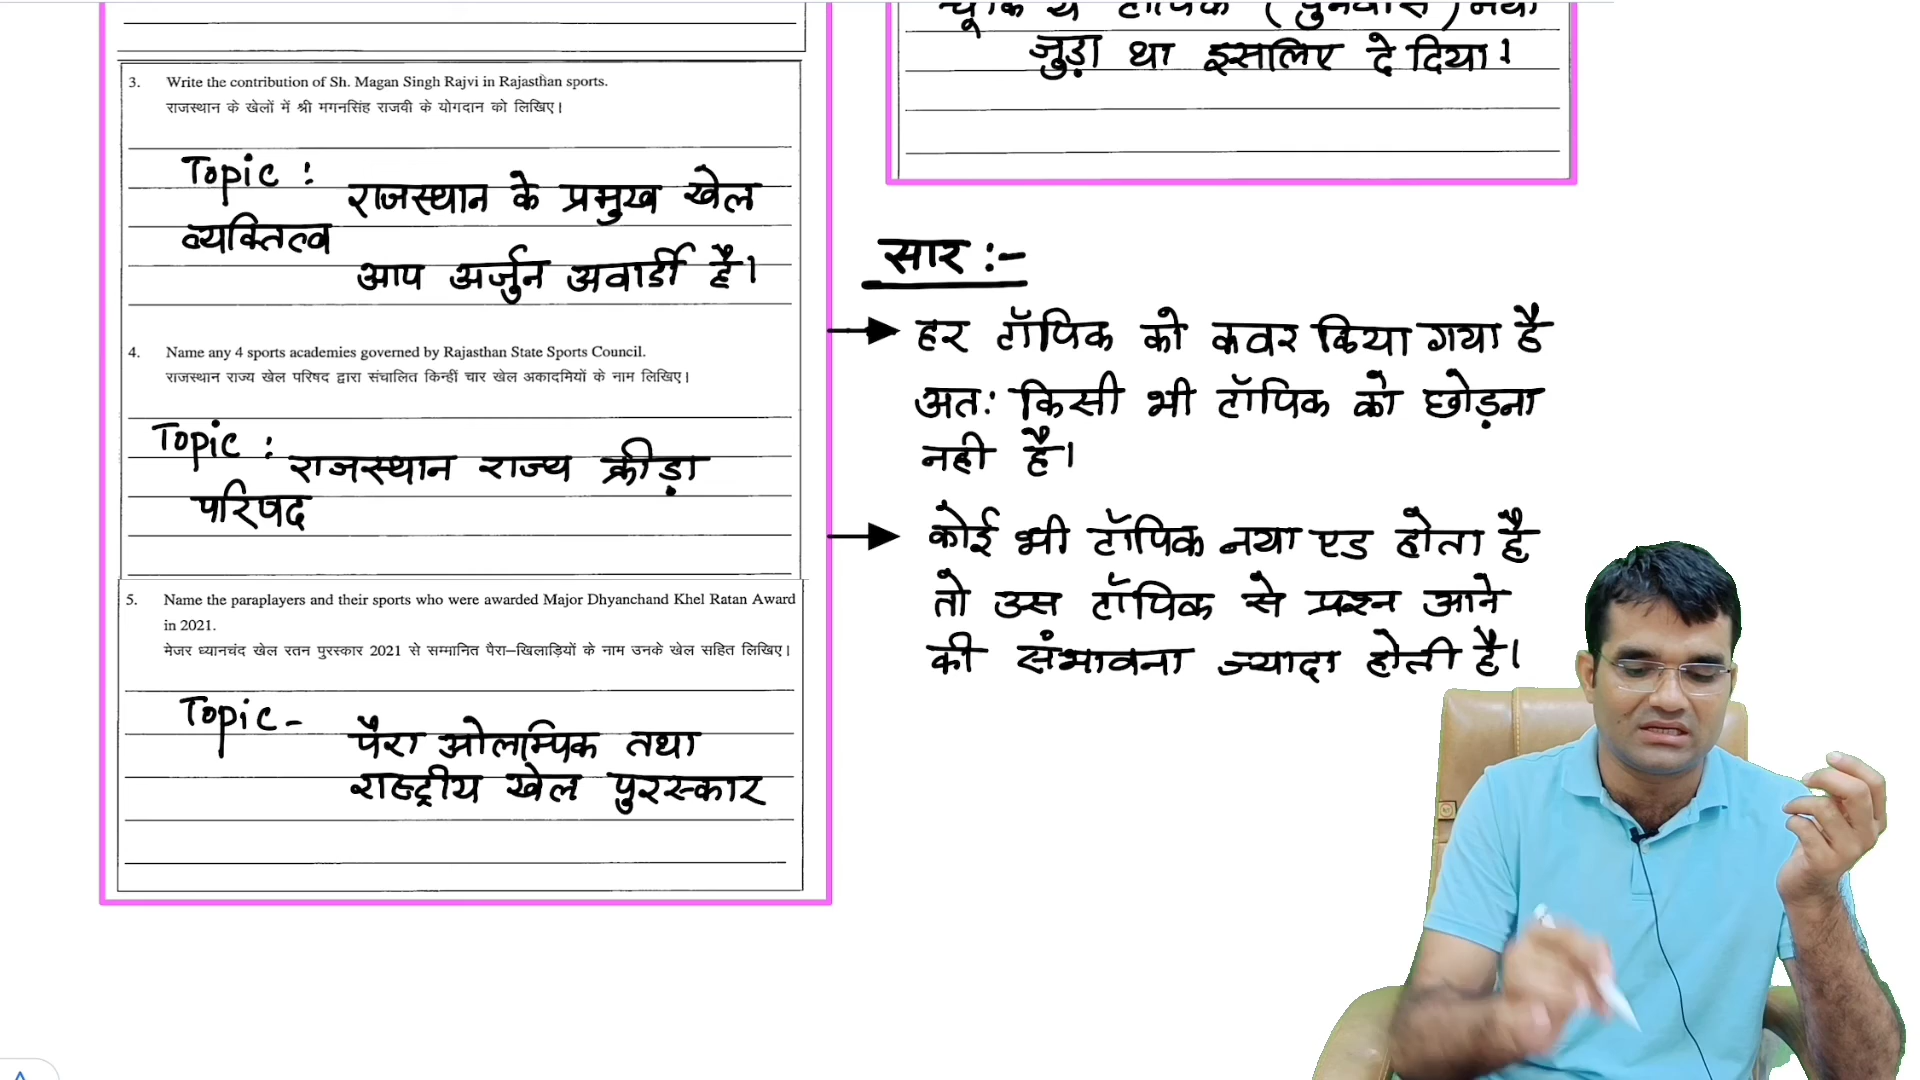 3. Write the contribution of Sh. Magan Singh Rajvi in Rajasthan sports.
राजस्थान के खेलों में श्री मगनसिंह राजवी के योगदान को लिखिए।
Topic : राजस्थान के प्रमुख खेल
व्यक्तित्व
आप अर्जुन अवार्डी है।
4. Name any 4 sports academies governed by Rajasthan State Sports Council.
राजस्थान राज्य खेल परिषद द्वारा संचालित किन्हीं चार खेल अकादमियों के नाम लिखिए।
Topic : राजस्थान राज्य क्रीड़ा
परिषद
5. Name the paraplayers and their sports who were awarded Major Dhyanchand Khel Ratan Award
in 2021.
मेजर ध्यानचंद खेल रतन पुरस्कार 2021 से सम्मानित पैरा–खिलाड़ियों के नाम उनके खेल सहित लिखिए।
Topic - पैरा ओलम्पिक तथा
राष्ट्रीय खेल पुरस्कार
जुड़ा था इसलिए दे दिया।
सार :-
हर टॉपिक को कवर किया गया है
अतः किसी भी टॉपिक को छोड़ना
नही है।
कोई भी टॉपिक नया एड होता है
तो उस टॉपिक से प्रश्न आने
की संभावना ज्यादा होती है।